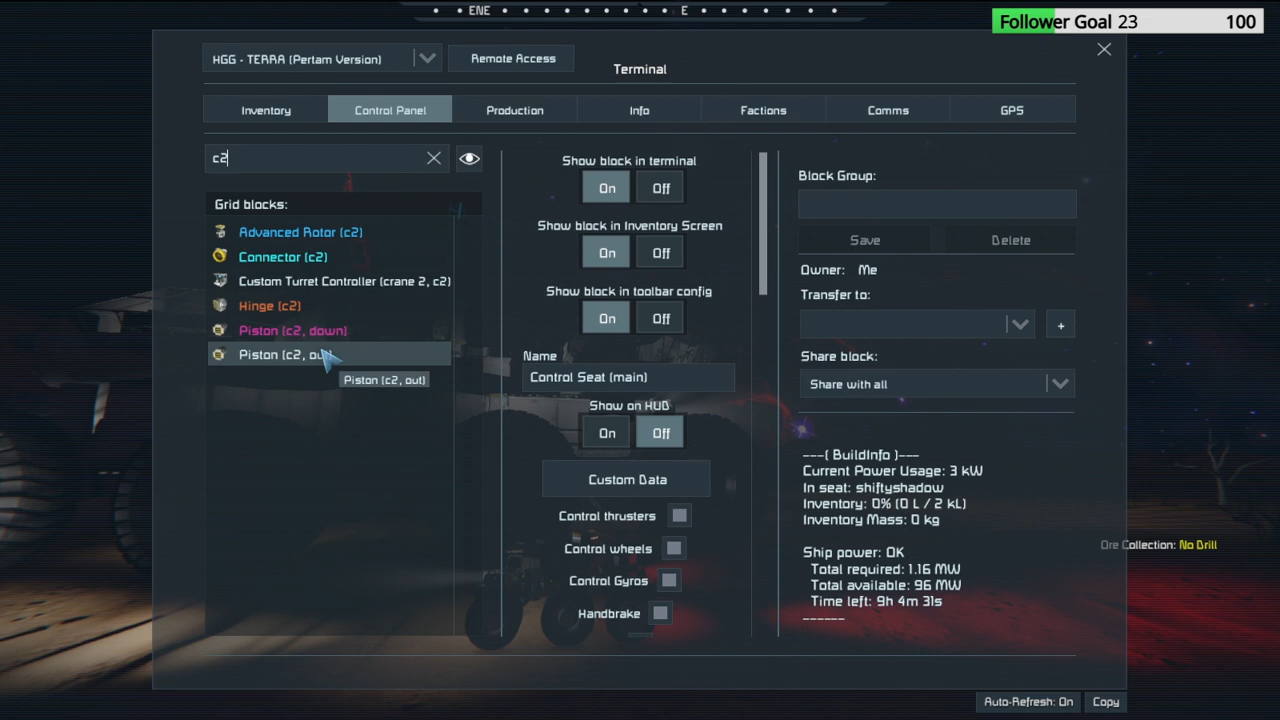 ENE
E
Follower Goal 23
100
HGG - TERRA (Pertam Version)
Remote Access
Terminal
Inventory
Control Panel
Production
Info
Factions
Comms
GPS
c2
Grid blocks:
Advanced Rotor (c2)
Connector (c2)
Custom Turret Controller (crane 2, c2)
Hinge (c2)
Piston (c2, down)
Piston (c2, out)
Piston (c2, out)
Show block in terminal
On
Off
Show block in Inventory Screen
On
Off
Show block in toolbar config
On
Off
Name
Control Seat (main)
Show on HUD
On
Off
Custom Data
Control thrusters
Control wheels
Control Gyros
Handbrake
Block Group:
Save
Delete
Owner: Me
Transfer to:
+
Share block:
Share with all
---( BuildInfo )---
Current Power Usage: 3 kW
In seat: shiftyshadow
Inventory: 0% (0 L / 2 kL)
Inventory Mass: 0 kg
Ship power: OK
Total required: 1.16 MW
Total available: 96 MW
Time left: 9h 4m 31s
------
Ore Collection: No Drill
Auto-Refresh: On
Copy